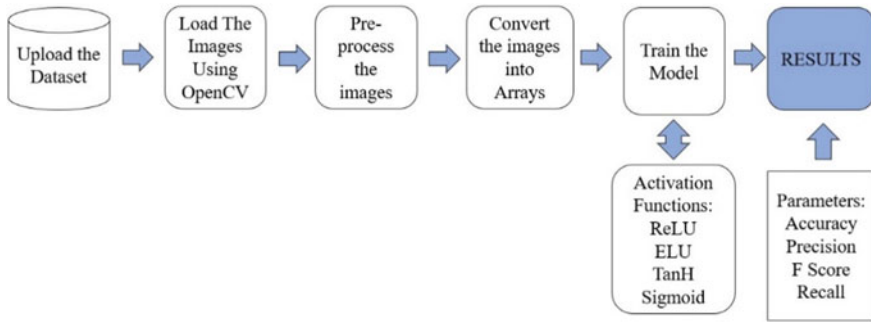 Upload the
Dataset
Load The
Images
Using
OpenCV
Pre-
process
the
images
Convert
the images
into
Arrays
Train the
Model
RESULTS
Activation
Functions:
ReLU
ELU
TanH
Sigmoid
Parameters:
Accuracy
Precision
F Score
Recall